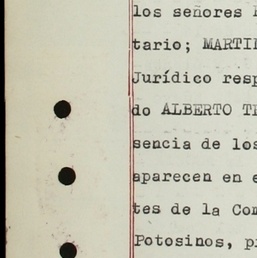 los señores
tario; MARTI
Jurídico resp
do ALBERTO T
sencia de los
aparecen en e
tes de la Com
Potosinos, p